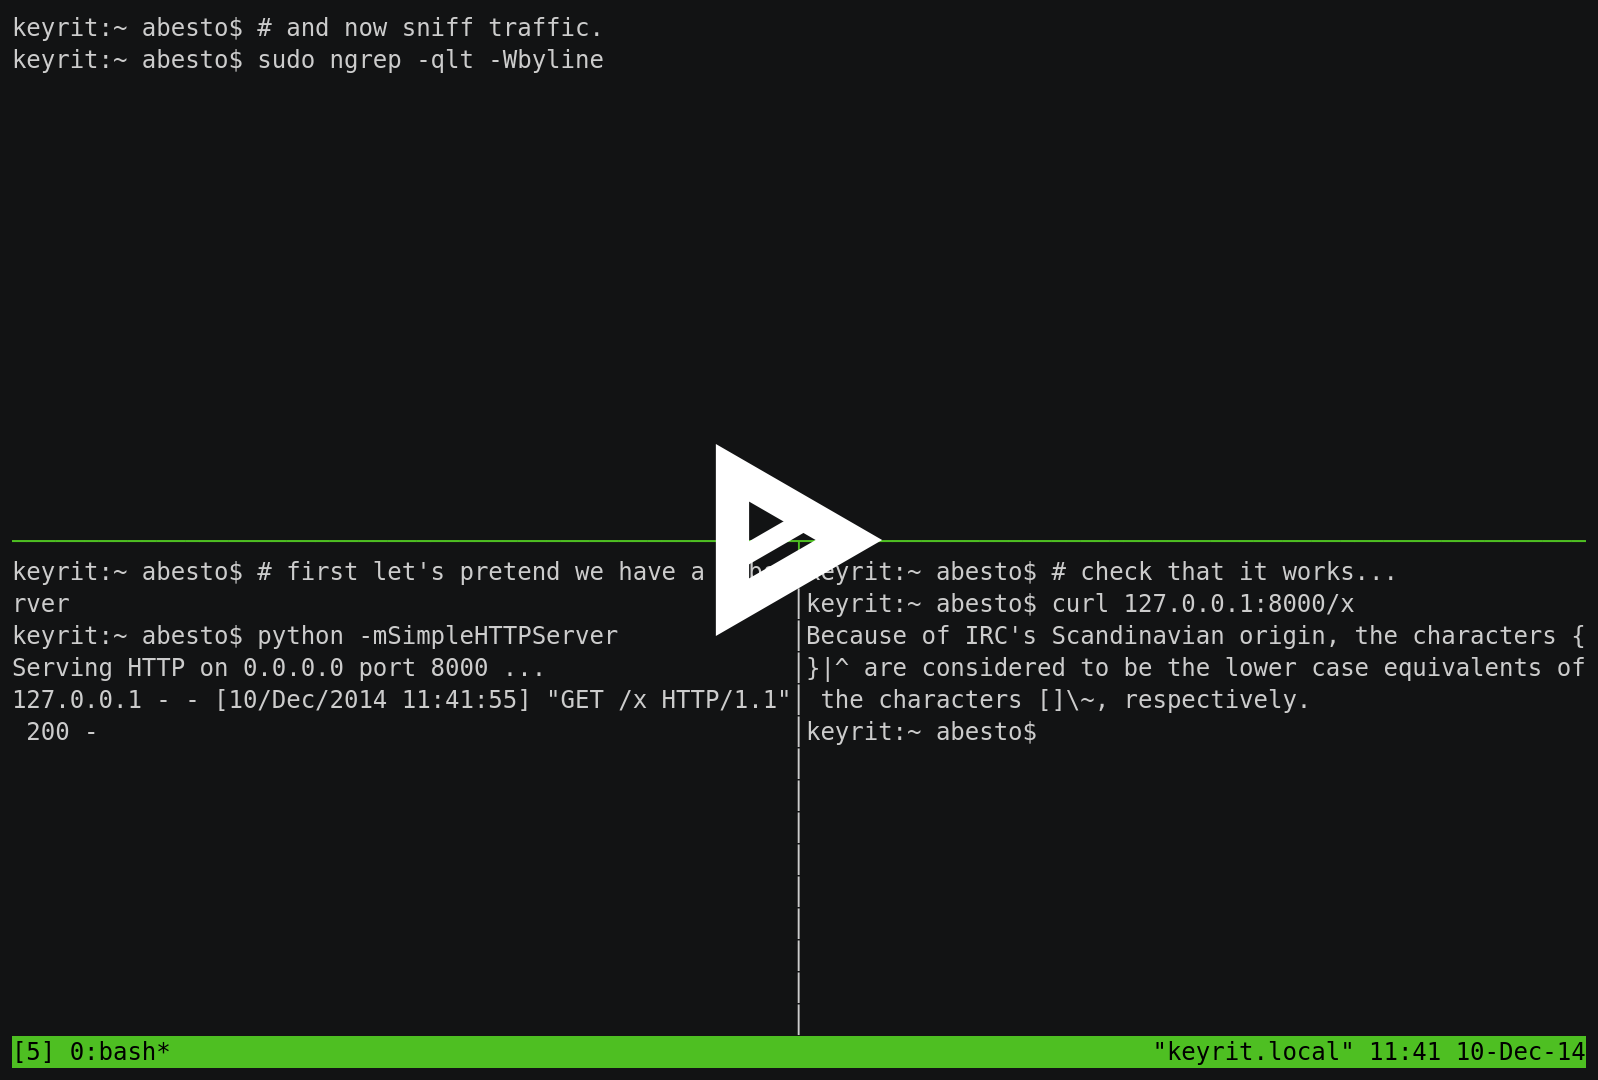 keyrit:~ abesto$ # and now sniff traffic.
keyrit:~ abesto$ sudo ngrep -qlt -Wbyline
keyrit:~ abesto$ # first let's pretend we have a
rver
keyrit:~ abesto$ python -mSimpleHTTPServer
Serving HTTP on 0.0.0.0 port 8000 ...
127.0.0.1 - - [10/Dec/2014 11:41:55] "GET /x HTTP/1.1"
 200 -
keyrit:~ abesto$ # check that it works...
keyrit:~ abesto$ curl 127.0.0.1:8000/x
Because of IRC's Scandinavian origin, the characters {
}|^ are considered to be the lower case equivalents of
 the characters []\~, respectively.
keyrit:~ abesto$
[5] 0:bash* "keyrit.local" 11:41 10-Dec-14